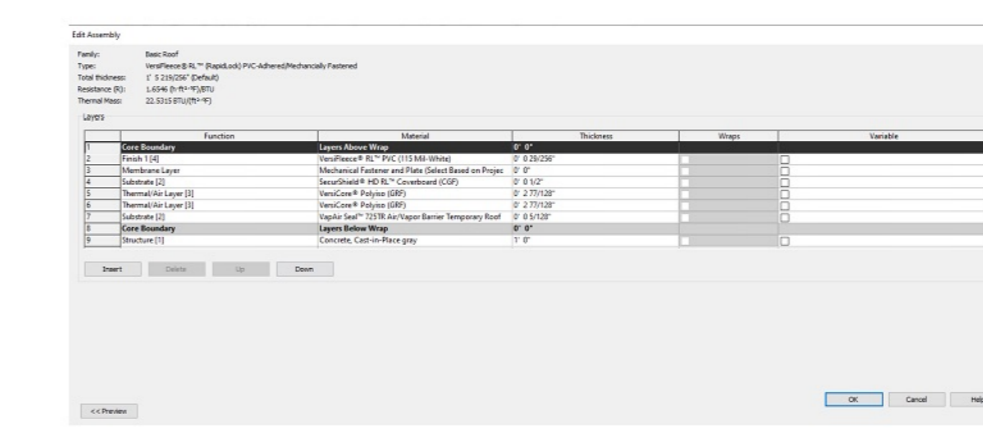 Edit Assembly
Family: Basic Roof
Type: VersiFleece® RL™ (RapidLock) PVC-Adhered/Mechancially Fastened
Total thickness: 1' 5 219/256" (Default)
Resistance (R): 1.6546 (h·ft²·°F)/BTU
Thermal Mass: 22.5315 BTU/(ft²·°F)
Layers
Function Material Thickness Wraps Variable
1 Core Boundary Layers Above Wrap 0' 0"
2 Finish 1 [4] VersiFleece® RL™ PVC (115 Mil-White) 0' 0 29/256"
3 Membrane Layer Mechanical Fastener and Plate (Select Based on Projec 0' 0"
4 Substrate [2] SecurShield® HD RL™ Coverboard (CGF) 0' 0 1/2"
5 Thermal/Air Layer [3] VersiCore® Polyiso (GRF) 0' 2 77/128"
6 Thermal/Air Layer [3] VersiCore® Polyiso (GRF) 0' 2 77/128"
7 Substrate [2] VapAir Seal™ 725TR Air/Vapor Barrier Temporary Roof 0' 0 5/128"
8 Core Boundary Layers Below Wrap 0' 0"
9 Structure [1] Concrete, Cast-in-Place gray 1' 0"
Insert Delete Up Down
OK Cancel Help
<< Preview